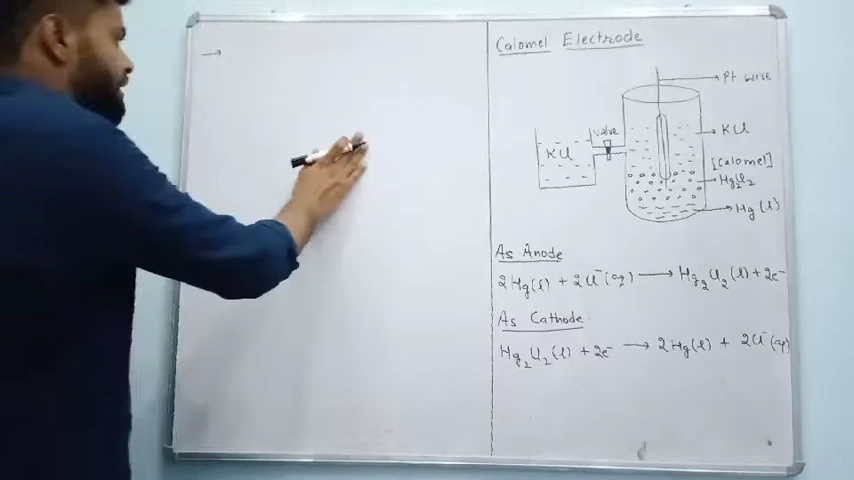 →
Calomel Electrode
Pt wire
valve
KCl
KCl
[Calomel]
Hg2Cl2
Hg(l)
As Anode
2Hg(l) + 2Cl⁻(aq) → Hg2Cl2(l) + 2e⁻
As Cathode
Hg2Cl2(l) + 2e⁻ → 2Hg(l) + 2Cl⁻(aq)